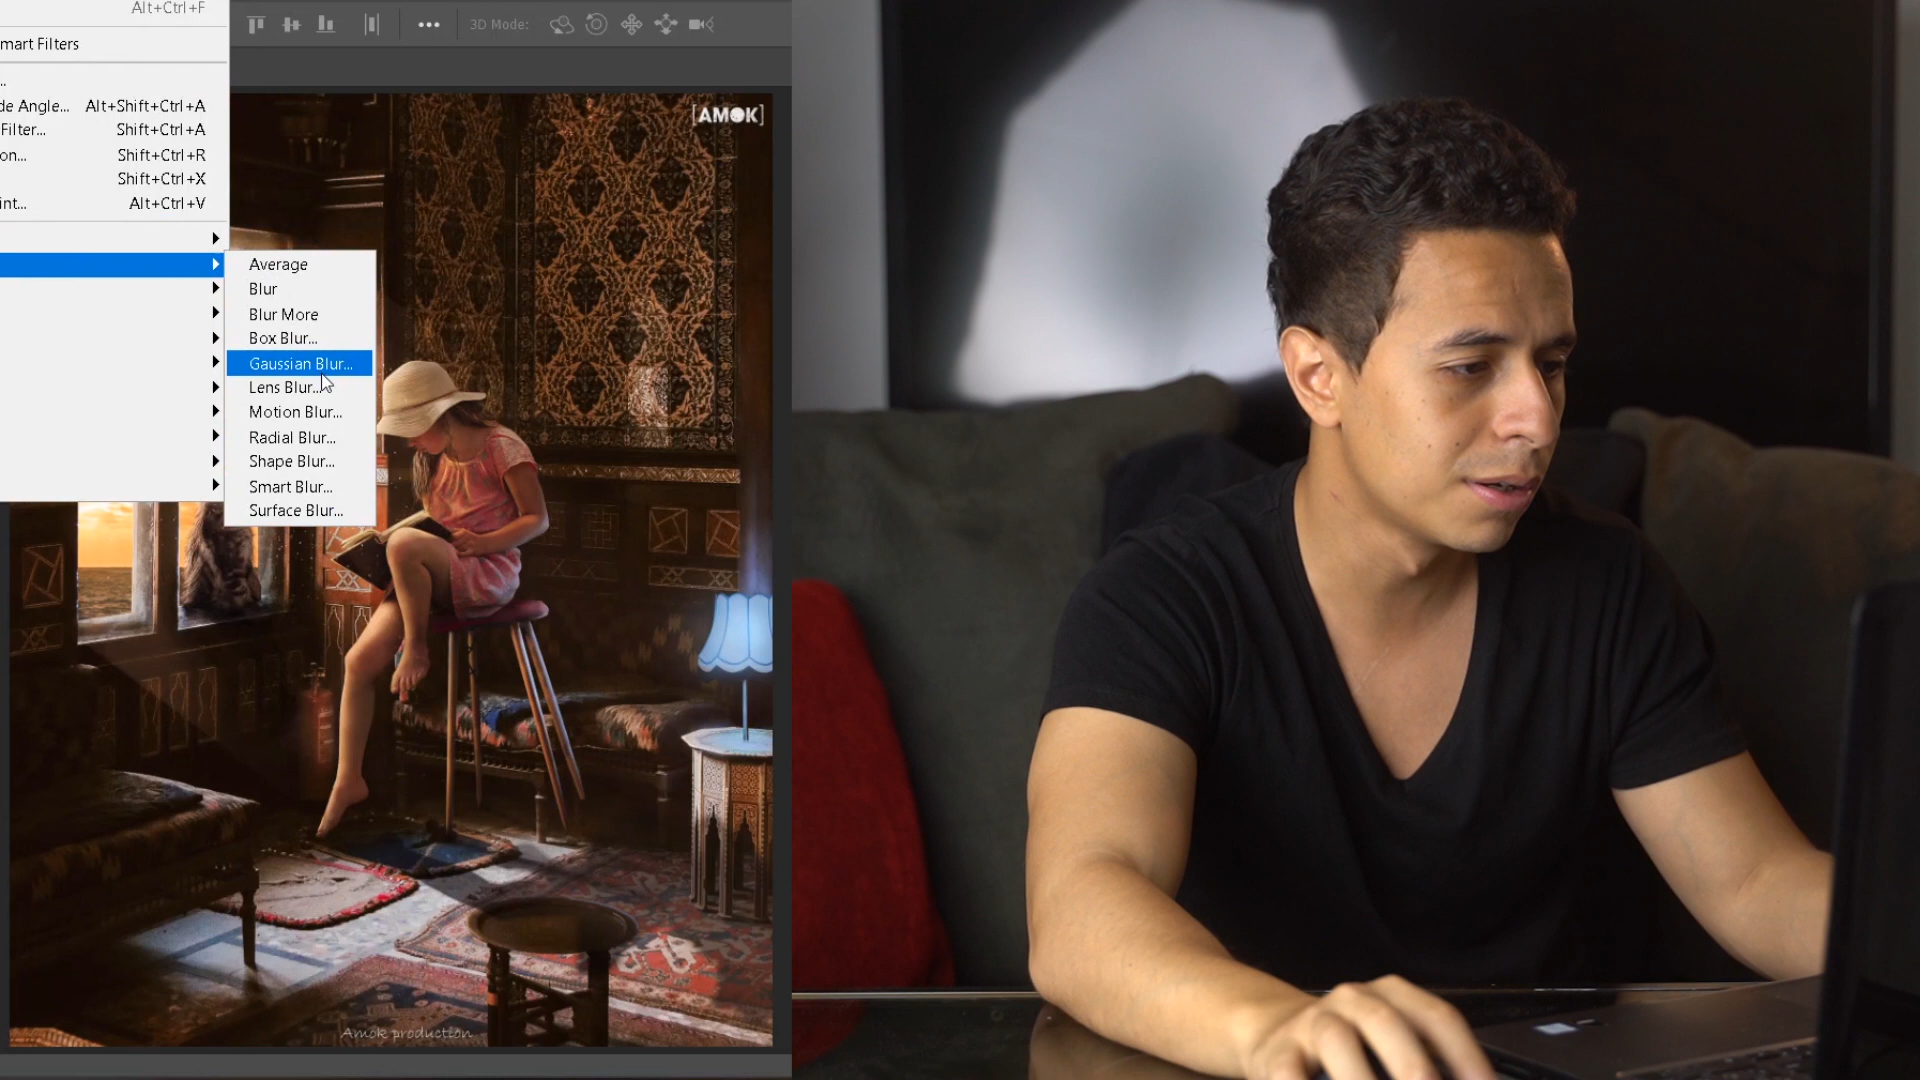 Alt+Ctrl+F
3D Mode:
mart Filters
...
de Angle... Alt+Shift+Ctrl+A
Filter... Shift+Ctrl+A
on... Shift+Ctrl+R
Shift+Ctrl+X
int... Alt+Ctrl+V
[AMOK]
Average
Blur
Blur More
Box Blur...
Gaussian Blur...
Lens Blur...
Motion Blur...
Radial Blur...
Shape Blur...
Smart Blur...
Surface Blur...
Amok production